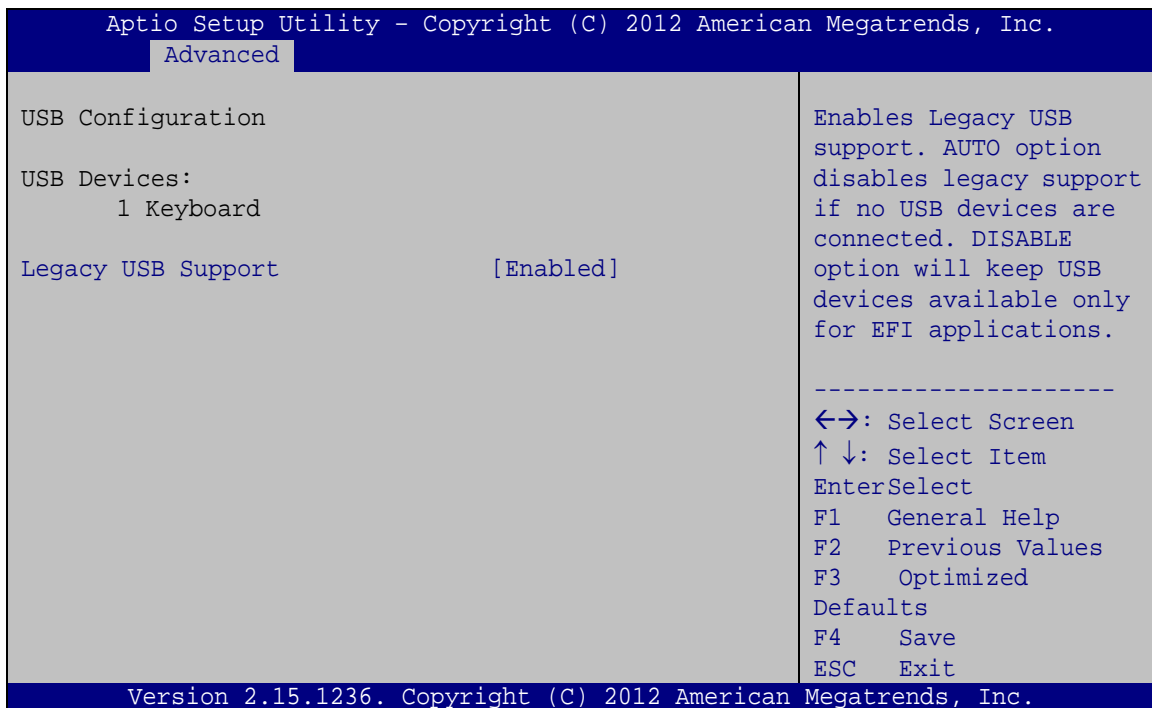 Aptio Setup Utility – Copyright (C) 2012 American Megatrends, Inc.
Advanced
USB Configuration
USB Devices:
1 Keyboard
Legacy USB Support [Enabled]
Enables Legacy USB
support. AUTO option
disables legacy support
if no USB devices are
connected. DISABLE
option will keep USB
devices available only
for EFI applications.
---------------------
←→: Select Screen
↑ ↓: Select Item
EnterSelect
F1 General Help
F2 Previous Values
F3 Optimized
Defaults
F4 Save
ESC Exit
Version 2.15.1236. Copyright (C) 2012 American Megatrends, Inc.